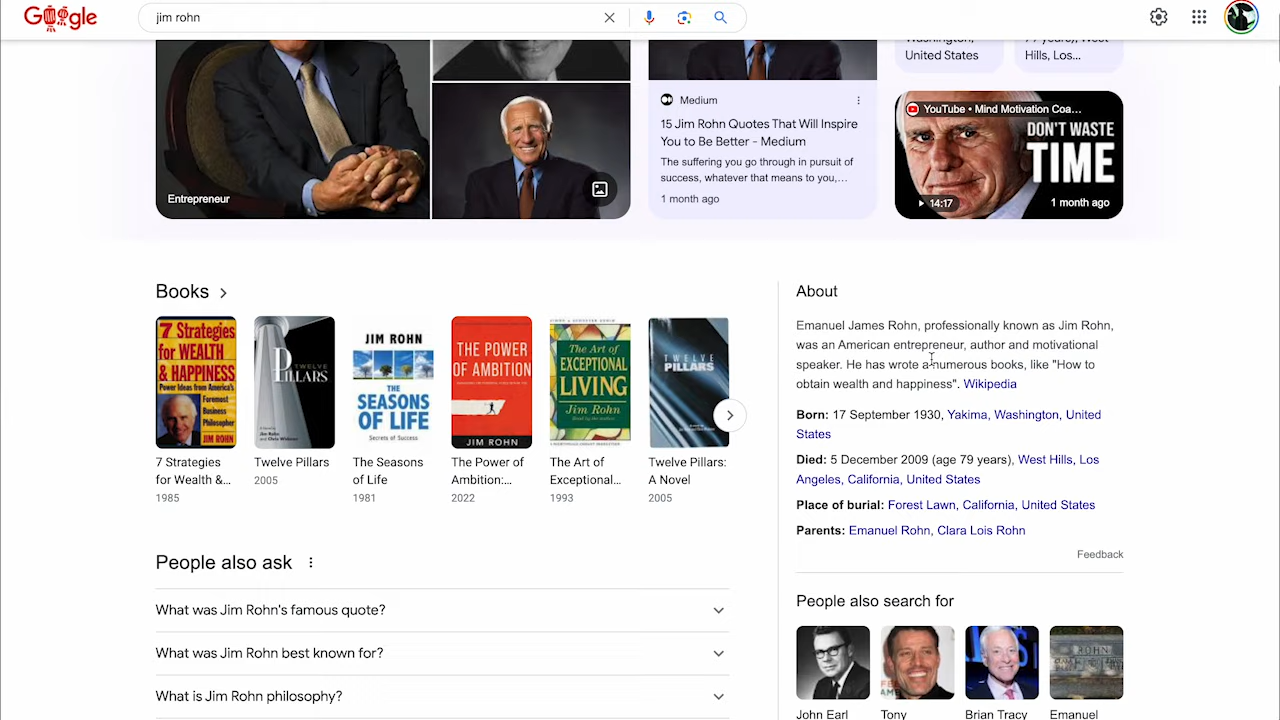 Google
jim rohn
Entrepreneur
Medium
15 Jim Rohn Quotes That Will Inspire
You to Be Better - Medium
The suffering you go through in pursuit of
success, whatever that means to you,...
1 month ago
United States
Hills, Los...
YouTube • Mind Motivation Coa...
DON'T WASTE
TIME
14:17
1 month ago
Books
7 Strategies
for WEALTH
& HAPPINESS
Power Ideas from America's
Foremost
Business
Philosopher
JIM ROHN
PILLARS
JIM ROHN
THE
SEASONS
OF LIFE
Secrets of Success
THE POWER
OF AMBITION
JIM ROHN
The Art of
EXCEPTIONAL
LIVING
Jim Rohn
TWELVE
PILLARS
7 Strategies
for Wealth &...
1985
Twelve Pillars
2005
The Seasons
of Life
1981
The Power of
Ambition:...
2022
The Art of
Exceptional...
1993
Twelve Pillars:
A Novel
2005
People also ask
What was Jim Rohn's famous quote?
What was Jim Rohn best known for?
What is Jim Rohn philosophy?
About
Emanuel James Rohn, professionally known as Jim Rohn,
was an American entrepreneur, author and motivational
speaker. He has wrote a numerous books, like "How to
obtain wealth and happiness". Wikipedia
Born: 17 September 1930, Yakima, Washington, United
States
Died: 5 December 2009 (age 79 years), West Hills, Los
Angeles, California, United States
Place of burial: Forest Lawn, California, United States
Parents: Emanuel Rohn, Clara Lois Rohn
Feedback
People also search for
ROHN
John Earl
Tony
Brian Tracy
Emanuel